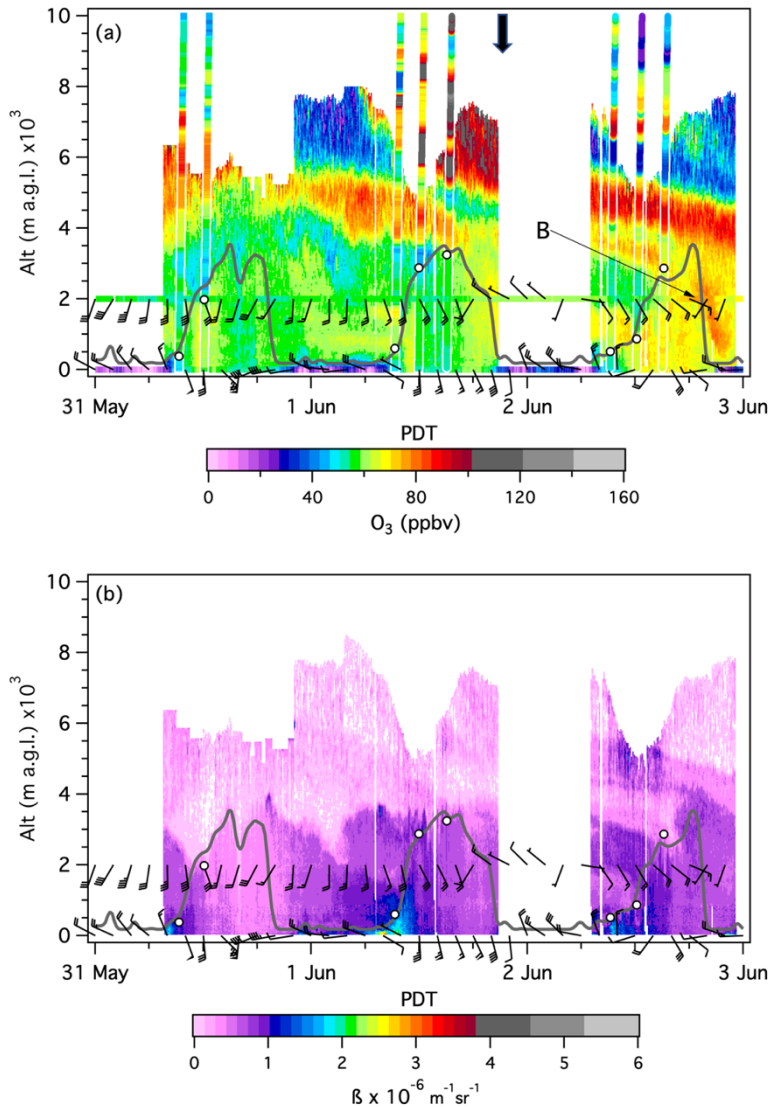 (a)
10
8
6
4
2
0
Alt (m a.g.l.) x10³
B
31 May
1 Jun
2 Jun
3 Jun
PDT
0 40 80 120 160
O₃ (ppbv)
(b)
10
8
6
4
2
0
Alt (m a.g.l.) x10³
31 May
1 Jun
2 Jun
3 Jun
PDT
0 1 2 3 4 5 6
ß x 10⁻⁶ m⁻¹sr⁻¹